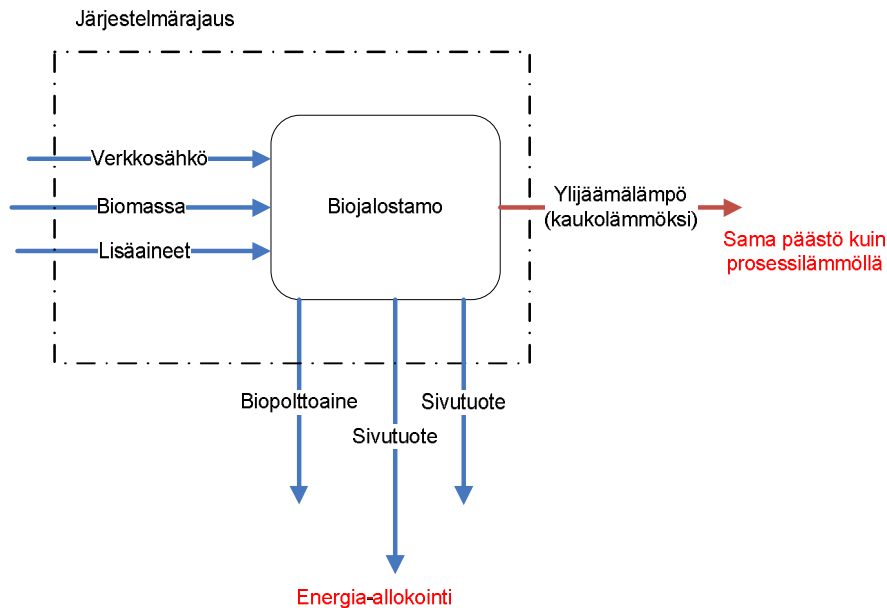 Järjestelmärajaus
Verkkosähkö
Biomassa
Lisäaineet
Biojalostamo
Ylijäämälämpö
(kaukolämmöksi)
Sama päästö kuin
prosessilämmöllä
Biopolttoaine
Sivutuote
Sivutuote
Energia-allokointi